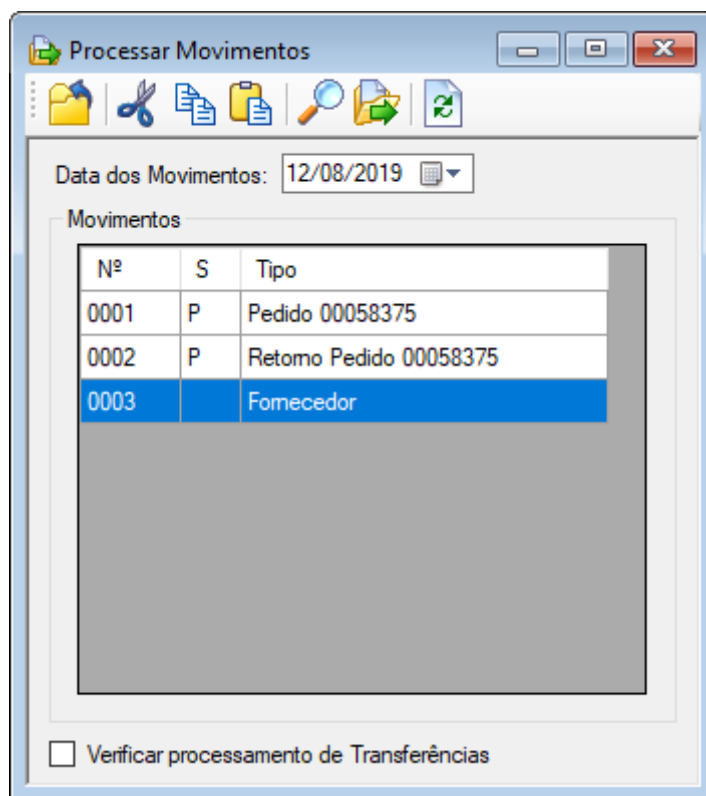 Processar Movimentos
Data dos Movimentos: 12/08/2019
Movimentos
Nº S Tipo
0001 P Pedido 00058375
0002 P Retorno Pedido 00058375
0003 Fornecedor
Verificar processamento de Transferências